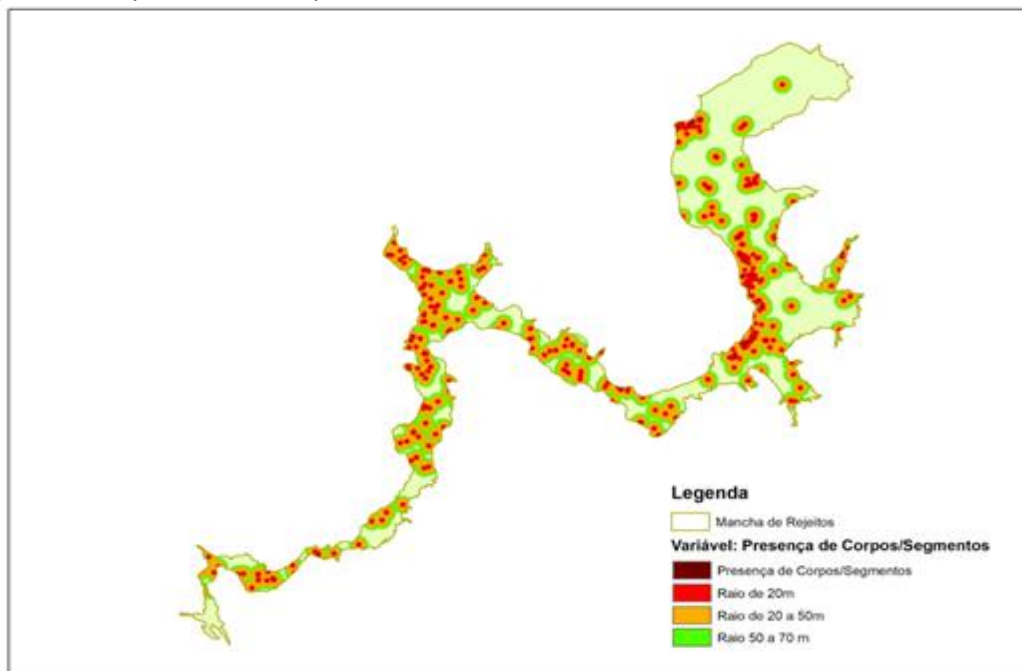 Legenda
Mancha de Rejeitos
Variável: Presença de Corpos/Segmentos
Presença de Corpos/Segmentos
Raio de 20m
Raio de 20 a 50m
Raio 50 a 70 m